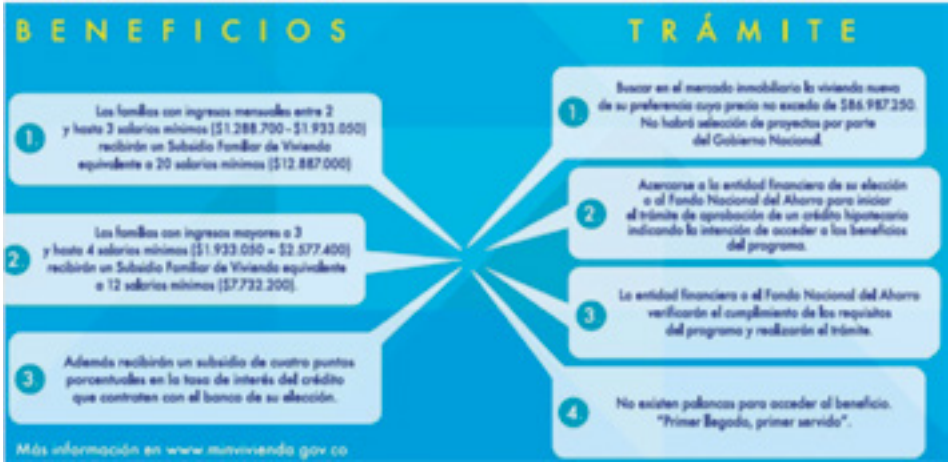 BENEFICIOS
1. Las familias con ingresos mensuales entre 2
y hasta 3 salarios mínimos ($1.288.700 - $1.933.050)
recibirán un Subsidio Familiar de Vivienda
equivalente a 20 salarios mínimos ($12.887.000)
2. Las familias con ingresos mayores a 3
y hasta 4 salarios mínimos ($1.933.050 - $2.577.400)
recibirán un Subsidio Familiar de Vivienda equivalente
a 12 salarios mínimos ($7.732.200).
3. Además recibirán un subsidio de cuatro puntos
porcentuales en la tasa de interés del crédito
que contraten con el banco de su elección.
Más información en www.minvivienda.gov.co
TRÁMITE
1. Buscar en el mercado inmobiliario la vivienda nueva
de su preferencia cuyo precio no exceda de $86.987.250.
No habrá selección de proyectos por parte
del Gobierno Nacional.
2. Acercarse a la entidad financiera de su elección
o al Fondo Nacional del Ahorro para iniciar
el trámite de aprobación de un crédito hipotecario
indicando la intención de acceder a los beneficios
del programa.
3. La entidad financiera o el Fondo Nacional del Ahorro
verificarán el cumplimiento de los requisitos
del programa y realizarán el trámite.
4. No existen palancas para acceder al beneficio.
"Primer llegado, primer servido".